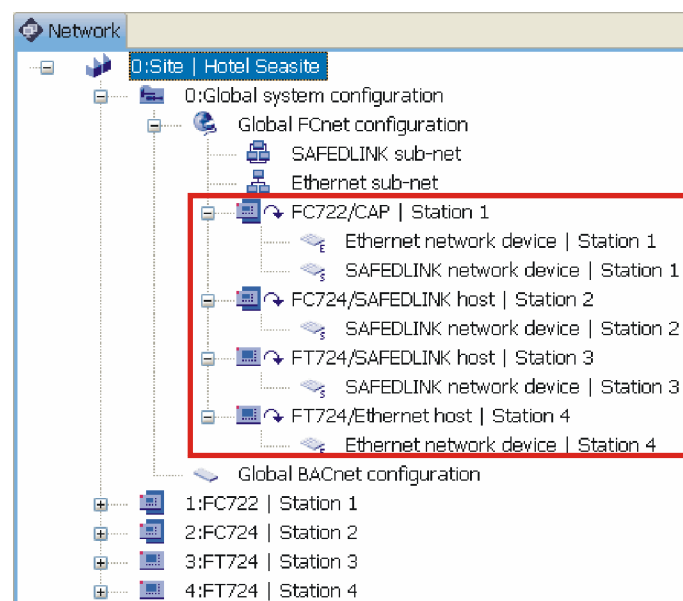 Network
0:Site | Hotel Seasite
0:Global system configuration
Global FCnet configuration
SAFEDLINK sub-net
Ethernet sub-net
FC722/CAP | Station 1
Ethernet network device | Station 1
SAFEDLINK network device | Station 1
FC724/SAFEDLINK host | Station 2
SAFEDLINK network device | Station 2
FT724/SAFEDLINK host | Station 3
SAFEDLINK network device | Station 3
FT724/Ethernet host | Station 4
Ethernet network device | Station 4
Global BACnet configuration
1:FC722 | Station 1
2:FC724 | Station 2
3:FT724 | Station 3
4:FT724 | Station 4